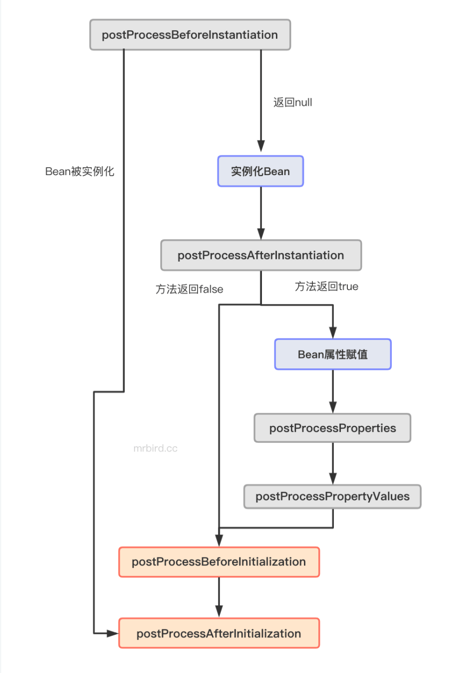 postProcessBeforeInstantiation
返回null
Bean被实例化
实例化Bean
postProcessAfterInstantiation
方法返回false
方法返回true
Bean属性赋值
postProcessProperties
mrbird.cc
postProcessPropertyValues
postProcessBeforeInitialization
postProcessAfterInitialization